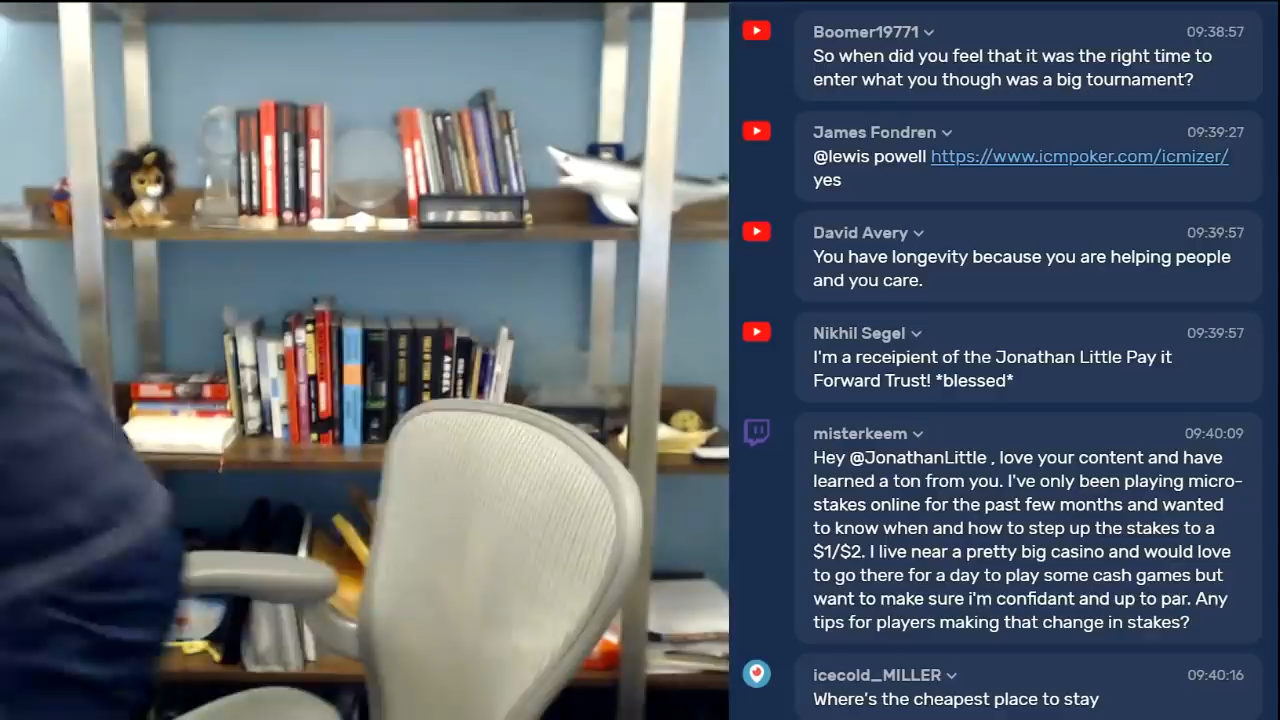 Boomer19771
09:38:57
So when did you feel that it was the right time to
enter what you though was a big tournament?
James Fondren
09:39:27
@lewis powell https://www.icmpoker.com/icmizer/
yes
David Avery
09:39:57
You have longevity because you are helping people
and you care.
Nikhil Segel
09:39:57
I'm a receipient of the Jonathan Little Pay it
Forward Trust! *blessed*
misterkeem
09:40:09
Hey @JonathanLittle , love your content and have
learned a ton from you. I've only been playing micro-
stakes online for the past few months and wanted
to know when and how to step up the stakes to a
$1/$2. I live near a pretty big casino and would love
to go there for a day to play some cash games but
want to make sure i'm confidant and up to par. Any
tips for players making that change in stakes?
icecold_MILLER
09:40:16
Where's the cheapest place to stay